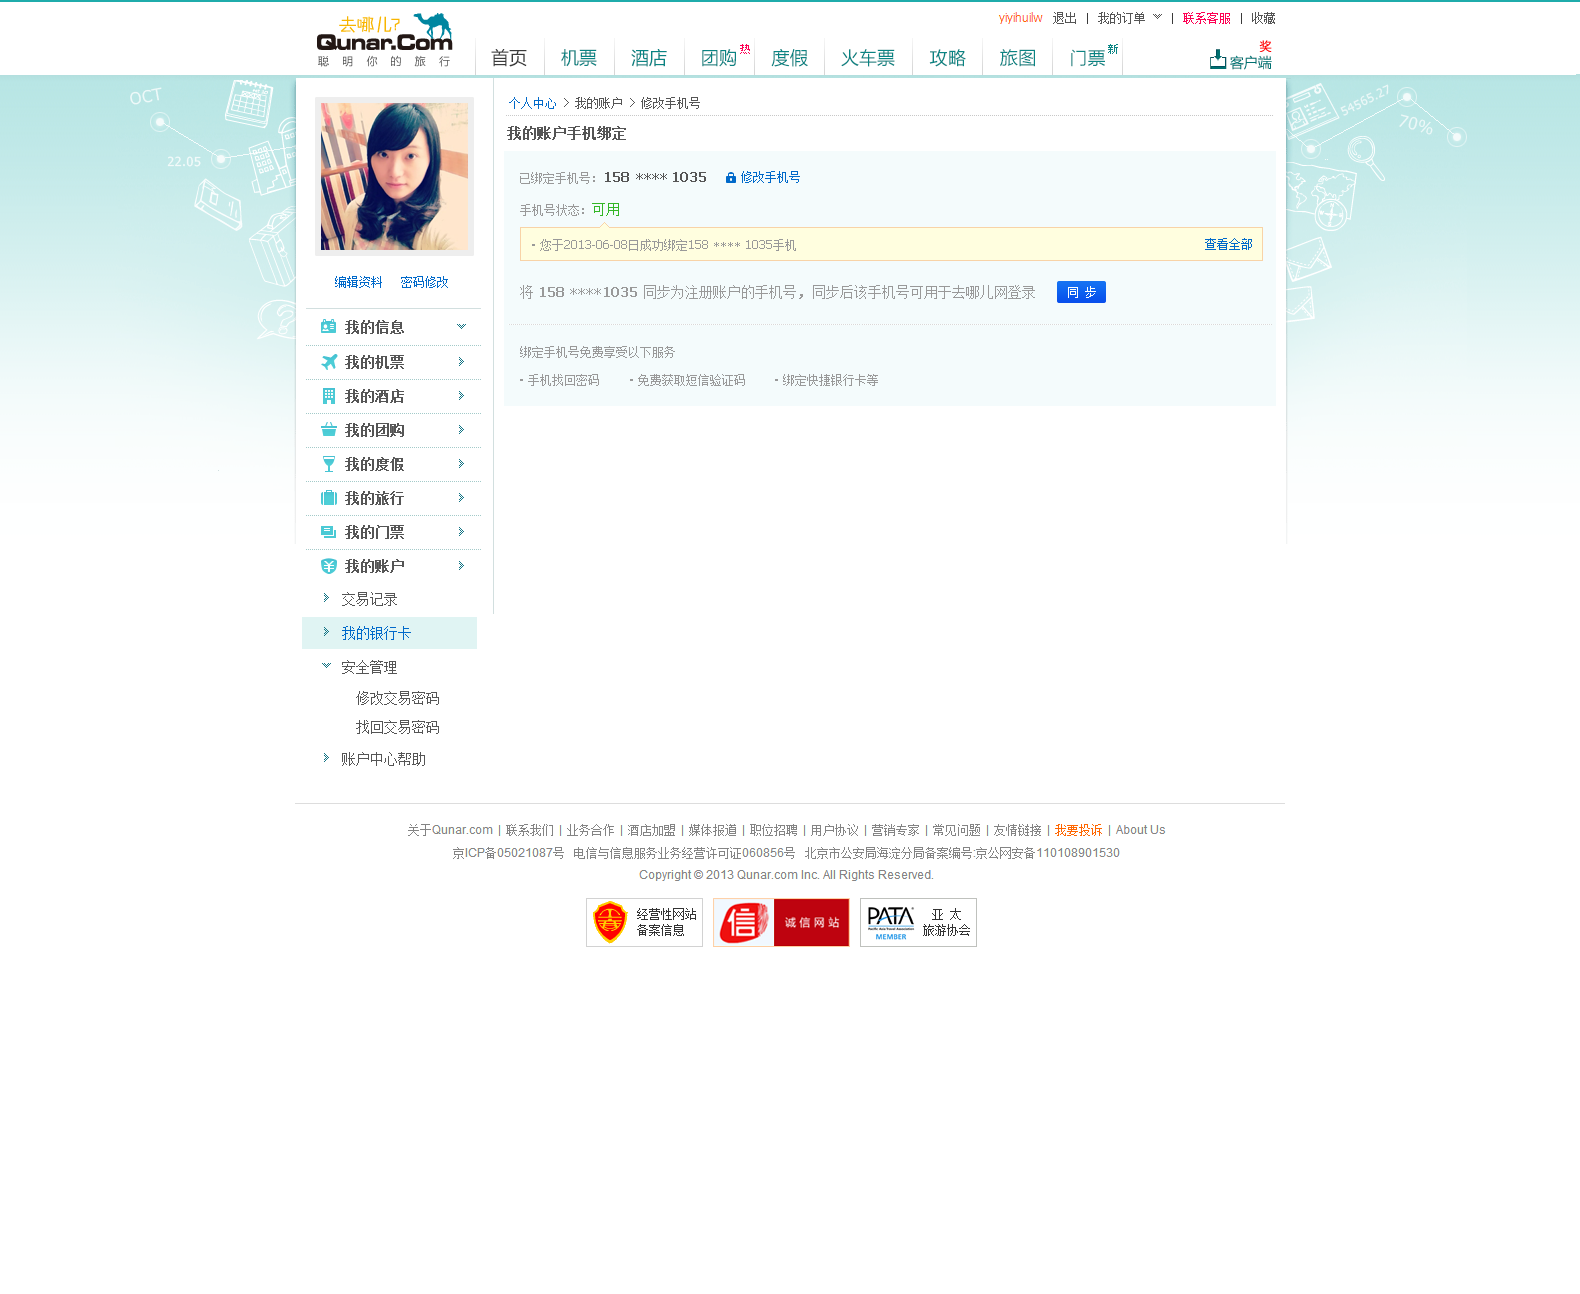 yiyihuilw 退出 | 我的订单 | 联系客服 | 收藏
去哪儿?
Qunar.Com
聪明你的旅行
首页 机票 酒店 团购 热 度假 火车票 攻略 旅图 门票 新
奖
客户端
OCT
22.05
54565.27
70%
个人中心 > 我的账户 > 修改手机号
我的账户手机绑定
已绑定手机号: 158 **** 1035 修改手机号
手机号状态: 可用
· 您于2013-06-08日成功绑定158 **** 1035手机 查看全部
将 158 ****1035 同步为注册账户的手机号，同步后该手机号可用于去哪儿网登录 同 步
绑定手机号免费享受以下服务
· 手机找回密码 · 免费获取短信验证码 · 绑定快捷银行卡等
编辑资料 密码修改
我的信息
我的机票
我的酒店
我的团购
我的度假
我的旅行
我的门票
我的账户
交易记录
我的银行卡
安全管理
修改交易密码
找回交易密码
账户中心帮助
关于Qunar.com | 联系我们 | 业务合作 | 酒店加盟 | 媒体报道 | 职位招聘 | 用户协议 | 营销专家 | 常见问题 | 友情链接 | 我要投诉 | About Us
京ICP备05021087号 电信与信息服务业务经营许可证060856号 北京市公安局海淀分局备案编号:京公网安备110108901530
Copyright © 2013 Qunar.com Inc. All Rights Reserved.
经营性网站
备案信息
信 诚信网站
PATA
Pacific Asia Travel Association
MEMBER
亚 太
旅游协会